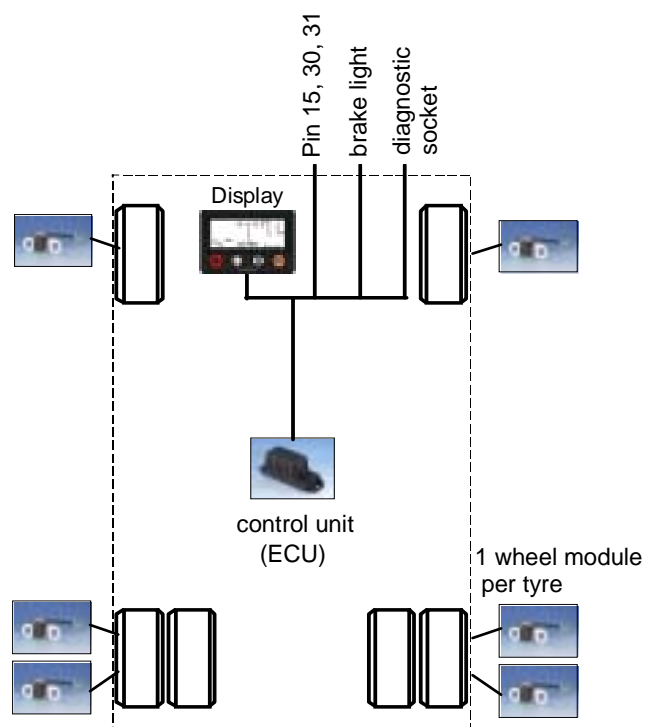 Pin 15, 30, 31
brake light
diagnostic
socket
Display
control unit
(ECU)
1 wheel module
per tyre